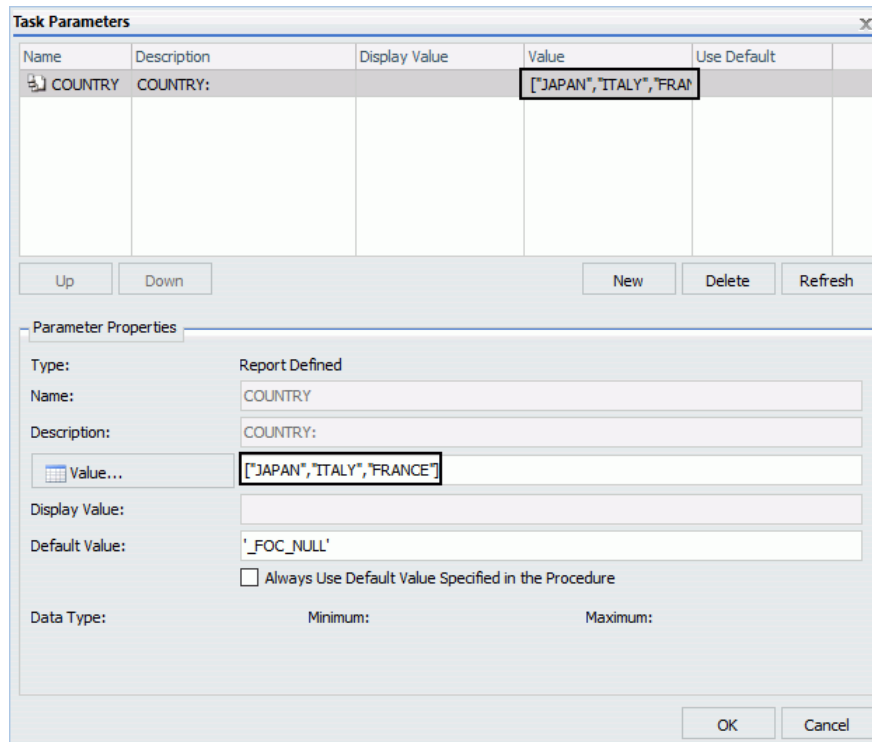 Task Parameters
Name Description Display Value Value Use Default
COUNTRY COUNTRY: ["JAPAN","ITALY","FRAN
Up Down New Delete Refresh
Parameter Properties
Type: Report Defined
Name: COUNTRY
Description: COUNTRY:
Value... ["JAPAN","ITALY","FRANCE"]
Display Value:
Default Value: '_FOC_NULL'
Always Use Default Value Specified in the Procedure
Data Type: Minimum: Maximum:
OK Cancel